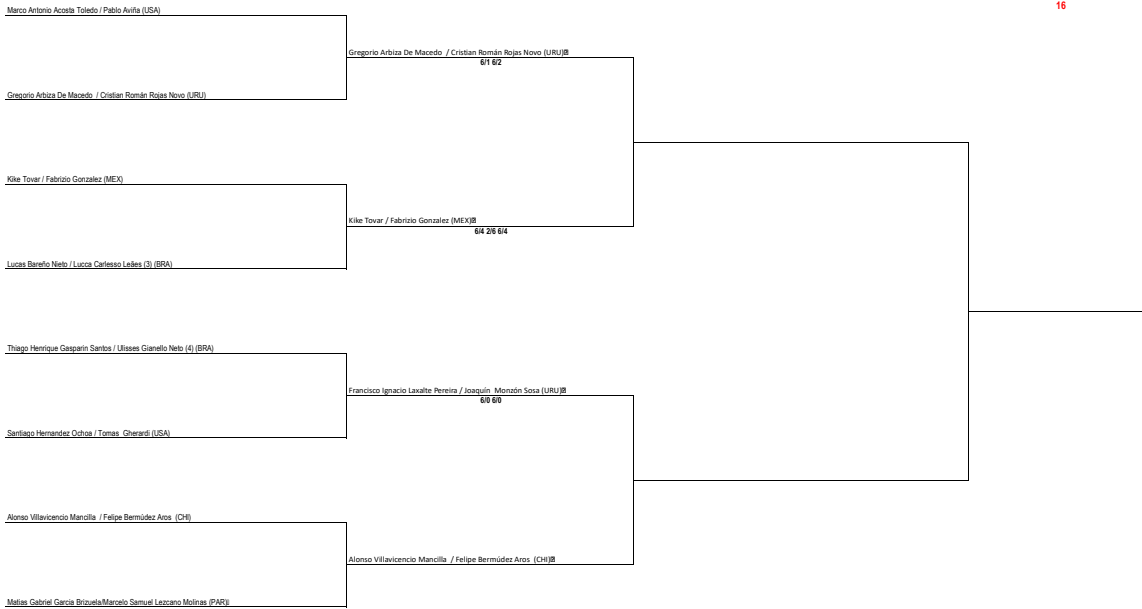 Marco Antonio Acosta Toledo / Pablo Aviña (USA)
16
Gregorio Arbiza De Macedo / Cristian Román Rojas Novo (URU)
6/1 6/2
Gregorio Arbiza De Macedo / Cristian Román Rojas Novo (URU)
Kike Tovar / Fabrizio Gonzalez (MEX)
Kike Tovar / Fabrizio Gonzalez (MEX)
6/4 2/6 6/4
Lucas Bareño Nieto / Lucca Carlesso Leães (3) (BRA)
Thiago Henrique Gasparin Santos / Ulisses Gianello Neto (4) (BRA)
Francisco Ignacio Laxalte Pereira / Joaquín Monzón Sosa (URU)
6/0 6/0
Santiago Hernandez Ochoa / Tomas Gherardi (USA)
Alonso Villavicencio Mancilla / Felipe Bermúdez Aros (CHI)
Alonso Villavicencio Mancilla / Felipe Bermúdez Aros (CHI)
Matias Gabriel Garcia Brizuela/Marcelo Samuel Lezcano Molinas (PAR)